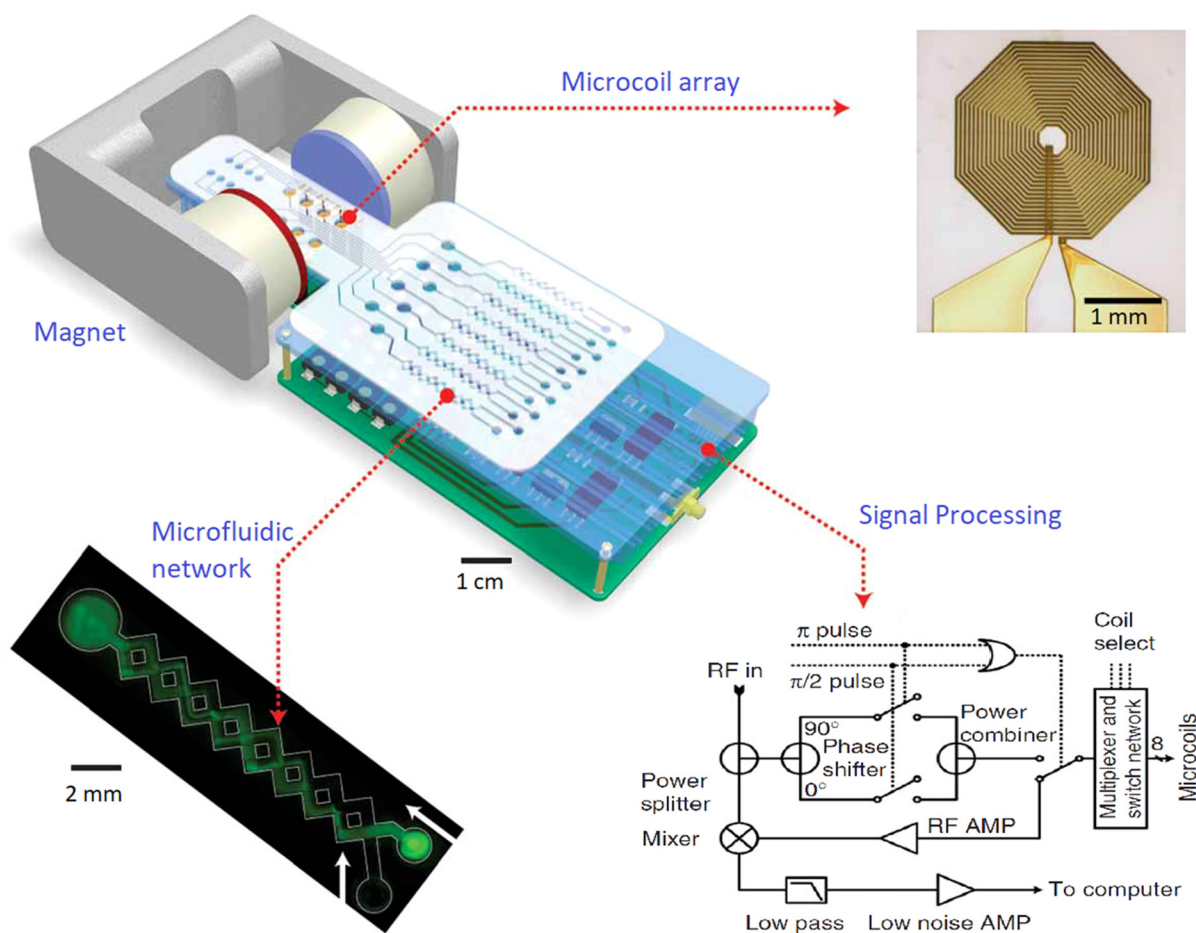 Microcoil array
1 mm
Magnet
Microfluidic
network
1 cm
Signal Processing
2 mm
π pulse
π/2 pulse
RF in
Coil
select
90°
Phase
shifter
0°
Power
combiner
Power
splitter
Multiplexer and
switch network
8
Microcoils
Mixer
RF AMP
To computer
Low pass
Low noise AMP